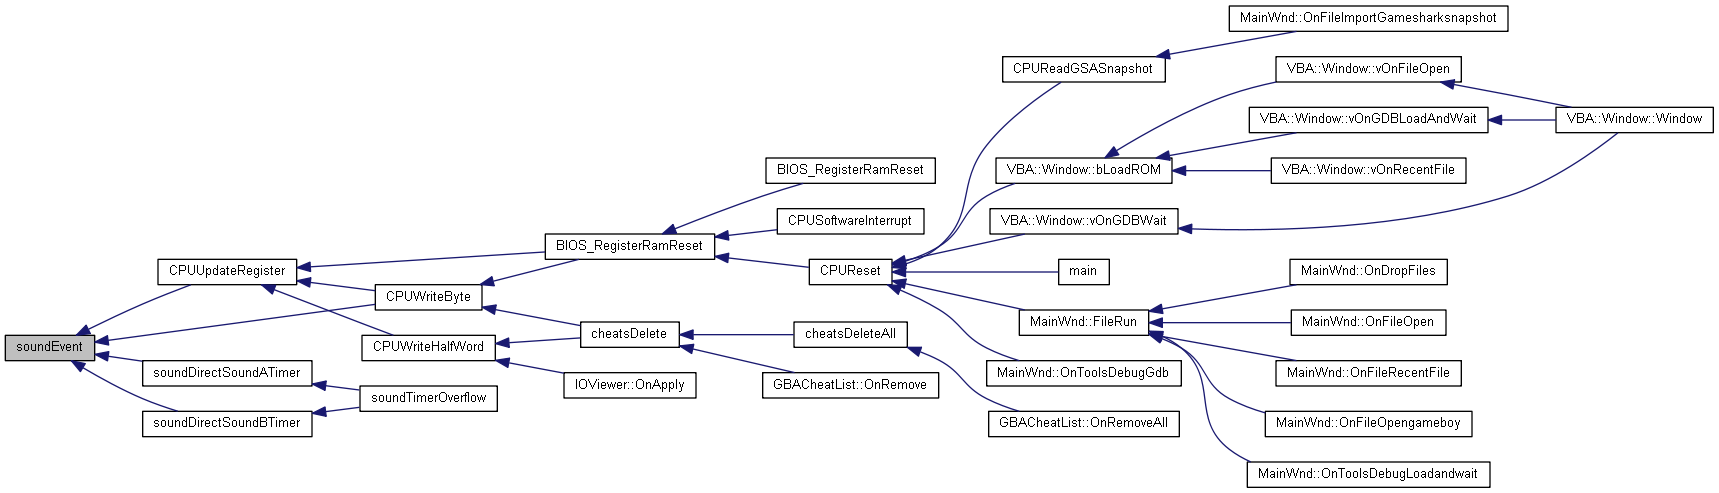 MainWnd::OnFileImportGamesharksnapshot
CPUReadGSASnapshot
VBA::Window::vOnFileOpen
VBA::Window::vOnGDBLoadAndWait
VBA::Window::Window
BIOS_RegisterRamReset
VBA::Window::bLoadROM
VBA::Window::vOnRecentFile
CPUSoftwareInterrupt
VBA::Window::vOnGDBWait
BIOS_RegisterRamReset
CPUUpdateRegister
CPUReset
main
MainWnd::OnDropFiles
CPUWriteByte
MainWnd::FileRun
MainWnd::OnFileOpen
soundEvent
CPUWriteHalfWord
cheatsDelete
cheatsDeleteAll
soundDirectSoundATimer
MainWnd::OnToolsDebugGdb
MainWnd::OnFileRecentFile
IOViewer::OnApply
GBACheatList::OnRemove
soundTimerOverflow
soundDirectSoundBTimer
GBACheatList::OnRemoveAll
MainWnd::OnFileOpengameboy
MainWnd::OnToolsDebugLoadandwait